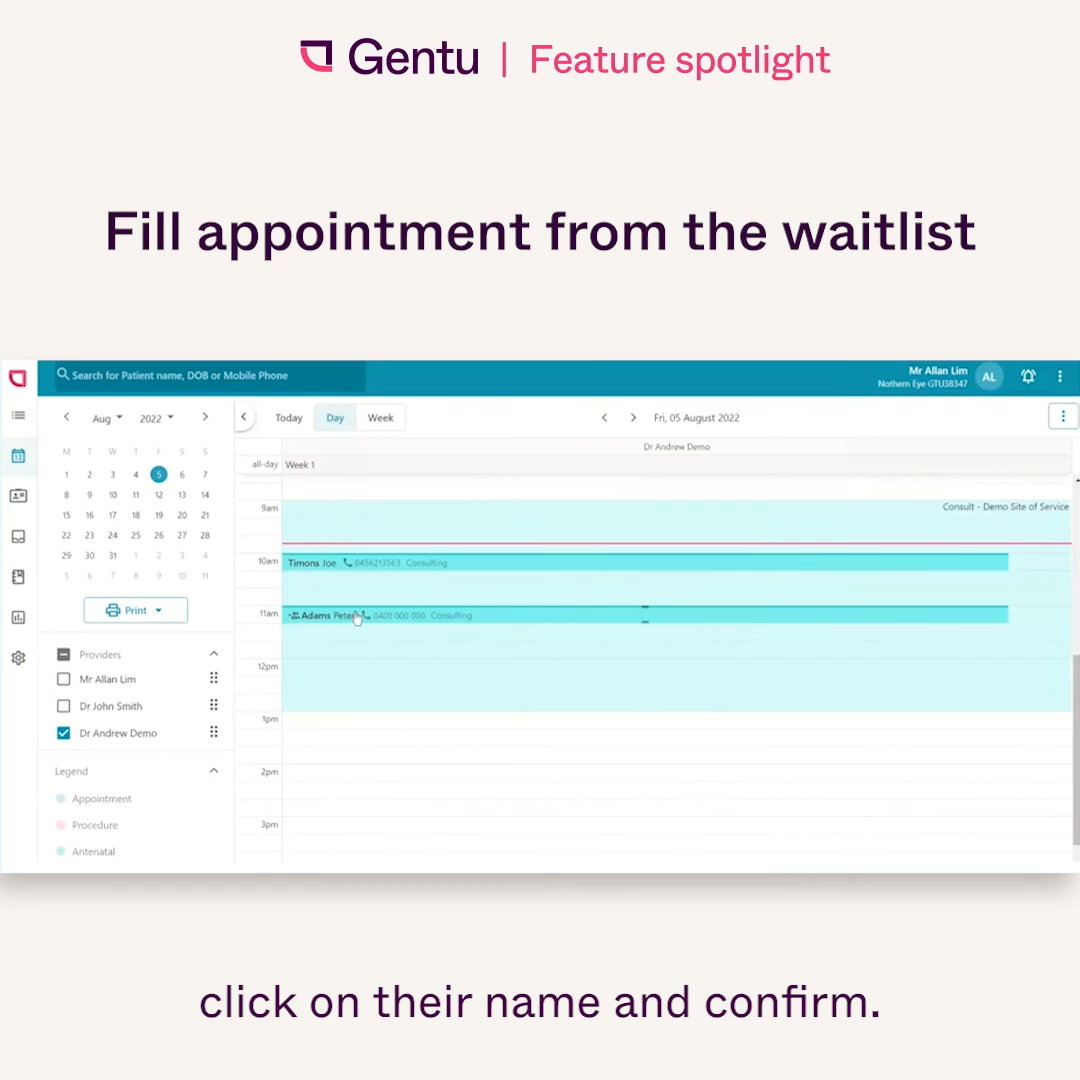 Gentu | Feature spotlight
Fill appointment from the waitlist
Search for Patient name, DOB or Mobile Phone
Mr Allan Lim
Nothern Eye GTU38347
AL
Aug 2022
Today Day Week
Fri, 05 August 2022
M T W T F S S
1 2 3 4 5 6 7
8 9 10 11 12 13 14
15 16 17 18 19 20 21
22 23 24 25 26 27 28
29 30 31 1 2 3 4
5 6 7 8 9 10 11
Print
Providers
Mr Allan Lim
Dr John Smith
Dr Andrew Demo
Legend
Appointment
Procedure
Antenatal
Dr Andrew Demo
all-day Week 1
9am
Consult - Demo Site of Service
10am Timons Joe 0456213563 Consulting
11am Adams 0400 000 000 Consulting
12pm
1pm
2pm
3pm
click on their name and confirm.